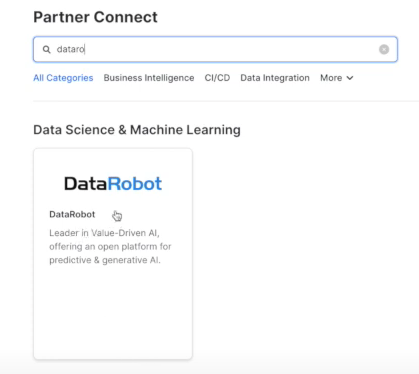 Partner Connect
dataro
All Categories Business Intelligence CI/CD Data Integration More
Data Science & Machine Learning
DataRobot
DataRobot
Leader in Value-Driven AI,
offering an open platform for
predictive & generative AI.